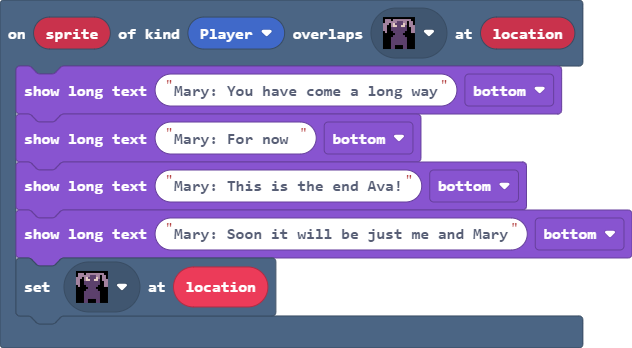 on sprite of kind Player overlaps at location
show long text "Mary: You have come a long way" bottom
show long text "Mary: For now " bottom
show long text "Mary: This is the end Ava!" bottom
show long text "Mary: Soon it will be just me and Mary" bottom
set at location